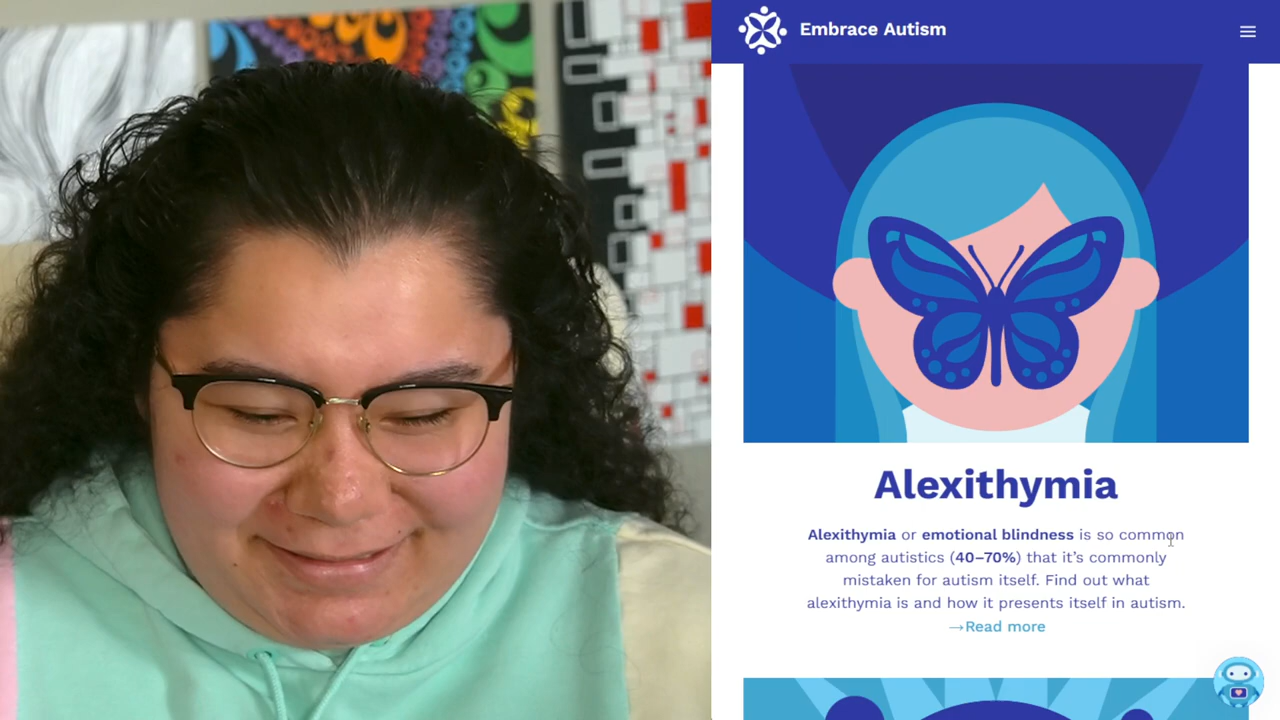 Embrace Autism
Alexithymia
Alexithymia or emotional blindness is so common
among autistics (40–70%) that it's commonly
mistaken for autism itself. Find out what
alexithymia is and how it presents itself in autism.
→Read more